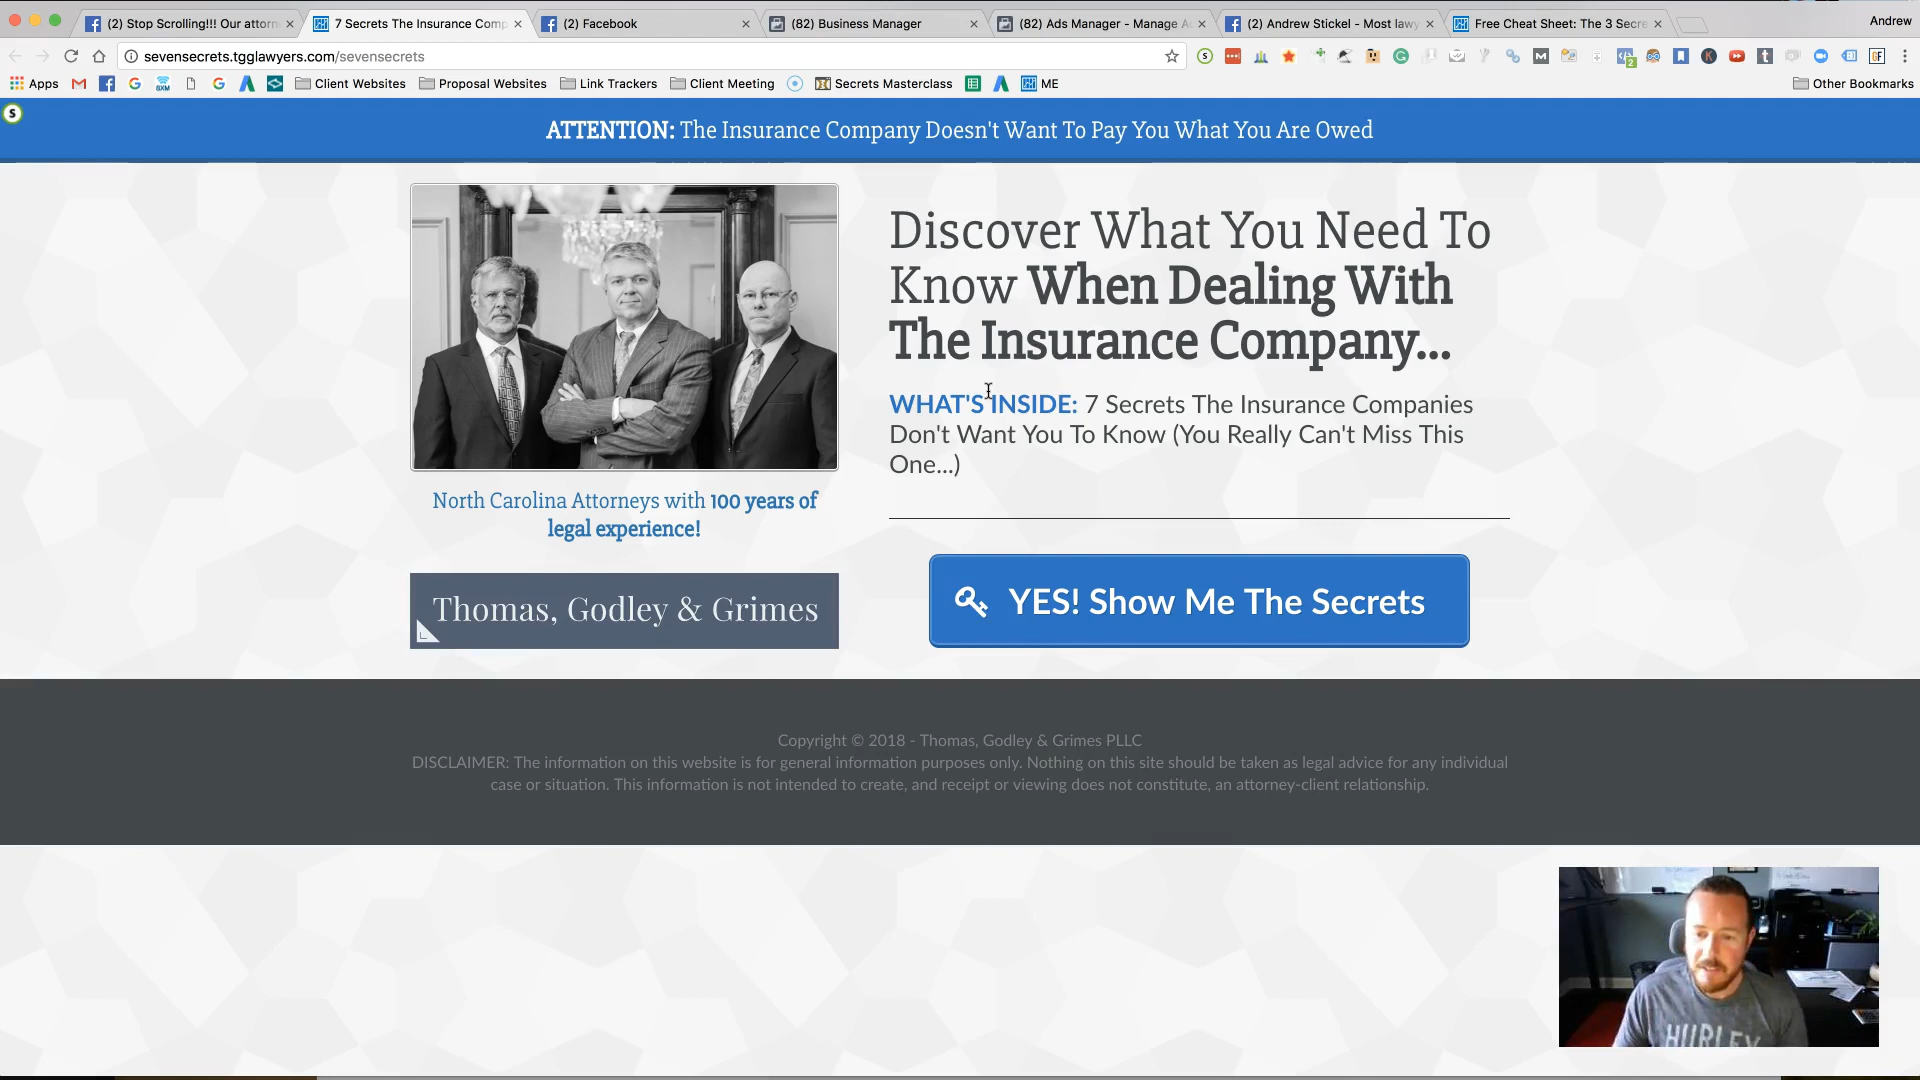 (2) Stop Scrolling!!! Our attorn
7 Secrets The Insurance Comp
(2) Facebook
(82) Business Manager
(82) Ads Manager - Manage A
(2) Andrew Stickel - Most law
Free Cheat Sheet: The 3 Secre
Andrew
sevensecrets.tgglawyers.com/sevensecrets
Apps
Client Websites
Proposal Websites
Link Trackers
Client Meeting
Secrets Masterclass
ME
Other Bookmarks
ATTENTION: The Insurance Company Doesn't Want To Pay You What You Are Owed
Discover What You Need To
Know When Dealing With
The Insurance Company...
WHAT'S INSIDE: 7 Secrets The Insurance Companies
Don't Want You To Know (You Really Can't Miss This
One...)
North Carolina Attorneys with 100 years of
legal experience!
Thomas, Godley & Grimes
YES! Show Me The Secrets
Copyright © 2018 - Thomas, Godley & Grimes PLLC
DISCLAIMER: The information on this website is for general information purposes only. Nothing on this site should be taken as legal advice for any individual
case or situation. This information is not intended to create, and receipt or viewing does not constitute, an attorney-client relationship.
HURLEY